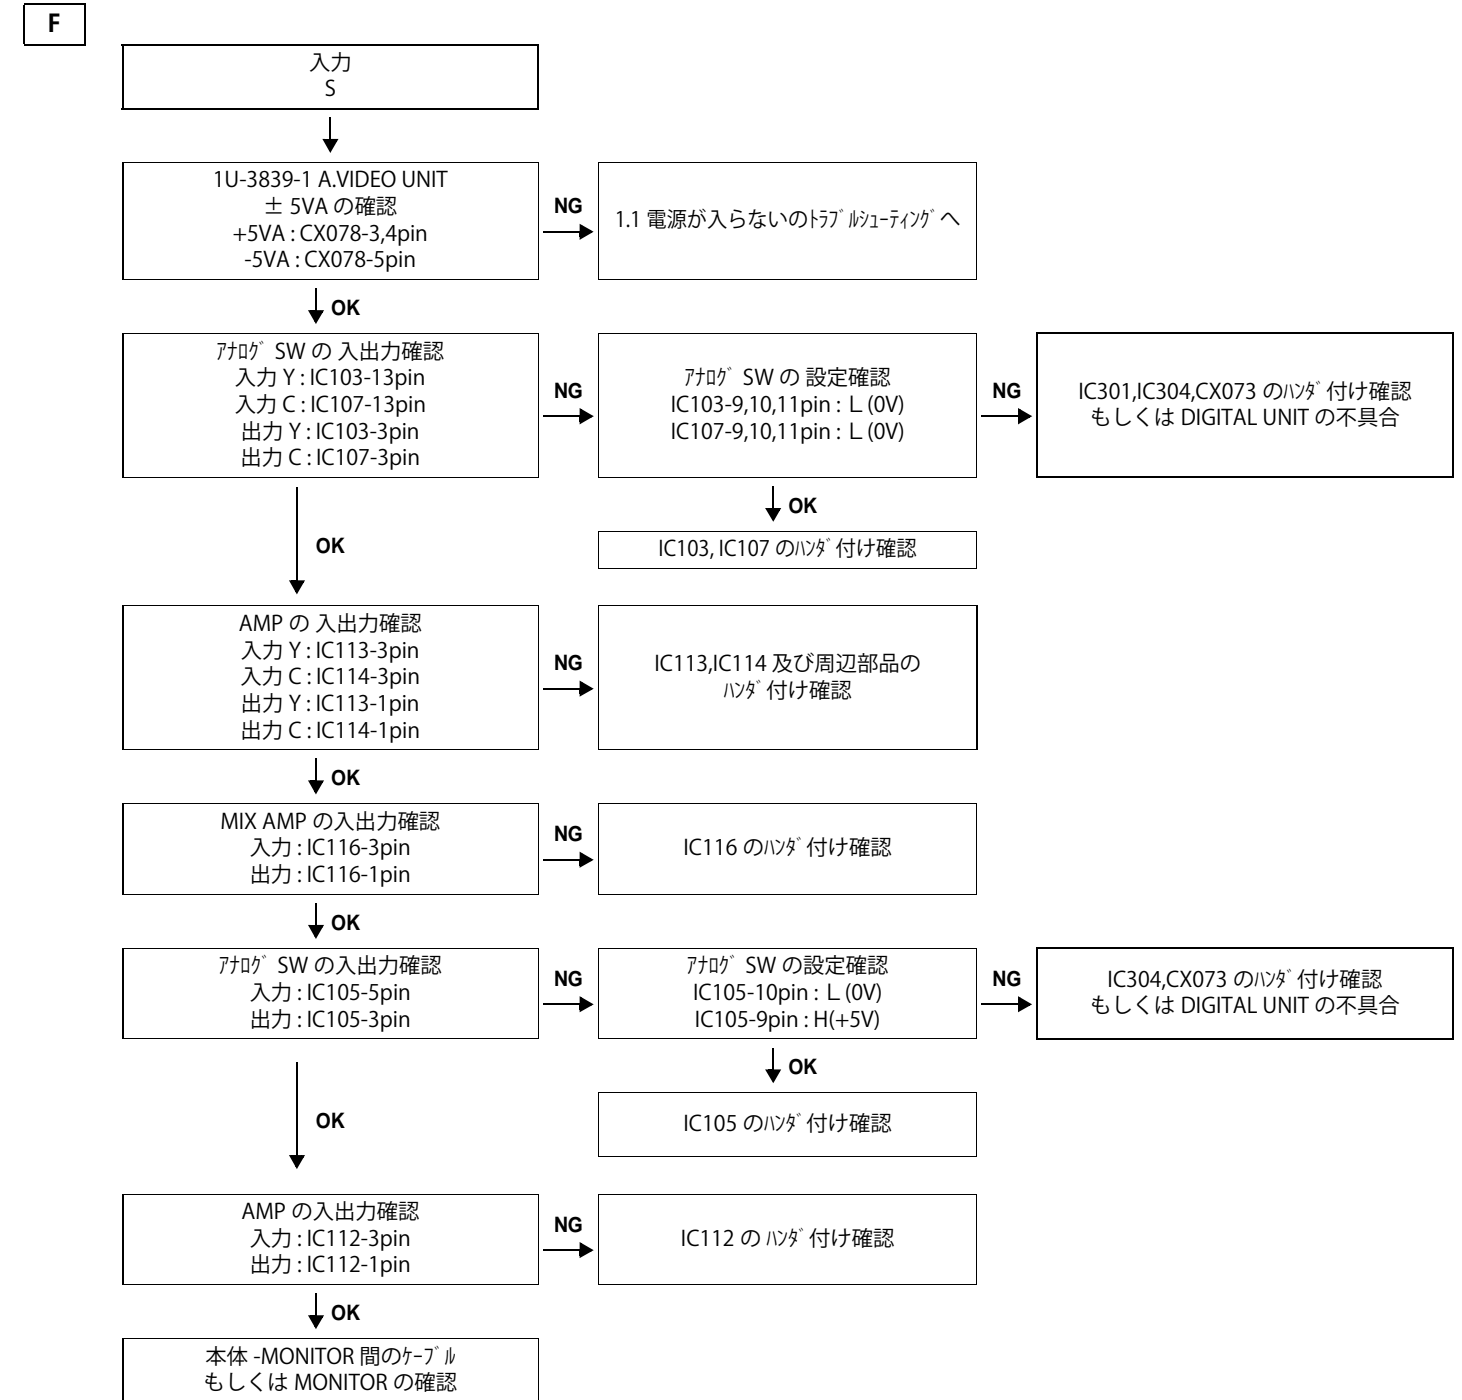 F
入力
S
1U-3839-1 A.VIDEO UNIT
± 5VA の確認
+5VA : CX078-3,4pin
-5VA : CX078-5pin
NG
1.1 電源が入らないのﾄﾗﾌﾞﾙｼｭｰﾃｨﾝｸﾞへ
OK
ｱﾅﾛｸﾞ SW の 入出力確認
入力 Y : IC103-13pin
入力 C : IC107-13pin
出力 Y : IC103-3pin
出力 C : IC107-3pin
NG
ｱﾅﾛｸﾞ SW の 設定確認
IC103-9,10,11pin : L (0V)
IC107-9,10,11pin : L (0V)
NG
IC301,IC304,CX073 のﾊﾝﾀﾞ付け確認
もしくは DIGITAL UNIT の不具合
OK
IC103, IC107 のﾊﾝﾀﾞ付け確認
OK
AMP の 入出力確認
入力 Y : IC113-3pin
入力 C : IC114-3pin
出力 Y : IC113-1pin
出力 C : IC114-1pin
NG
IC113,IC114 及び周辺部品の
ﾊﾝﾀﾞ付け確認
OK
MIX AMP の入出力確認
入力 : IC116-3pin
出力 : IC116-1pin
NG
IC116 のﾊﾝﾀﾞ付け確認
OK
ｱﾅﾛｸﾞ SW の入出力確認
入力 : IC105-5pin
出力 : IC105-3pin
NG
ｱﾅﾛｸﾞ SW の設定確認
IC105-10pin : L (0V)
IC105-9pin : H(+5V)
NG
IC304,CX073 のﾊﾝﾀﾞ付け確認
もしくは DIGITAL UNIT の不具合
OK
IC105 のﾊﾝﾀﾞ付け確認
OK
AMP の入出力確認
入力 : IC112-3pin
出力 : IC112-1pin
NG
IC112 の ﾊﾝﾀﾞ付け確認
OK
本体 -MONITOR 間のｹｰﾌﾞﾙ
もしくは MONITOR の確認